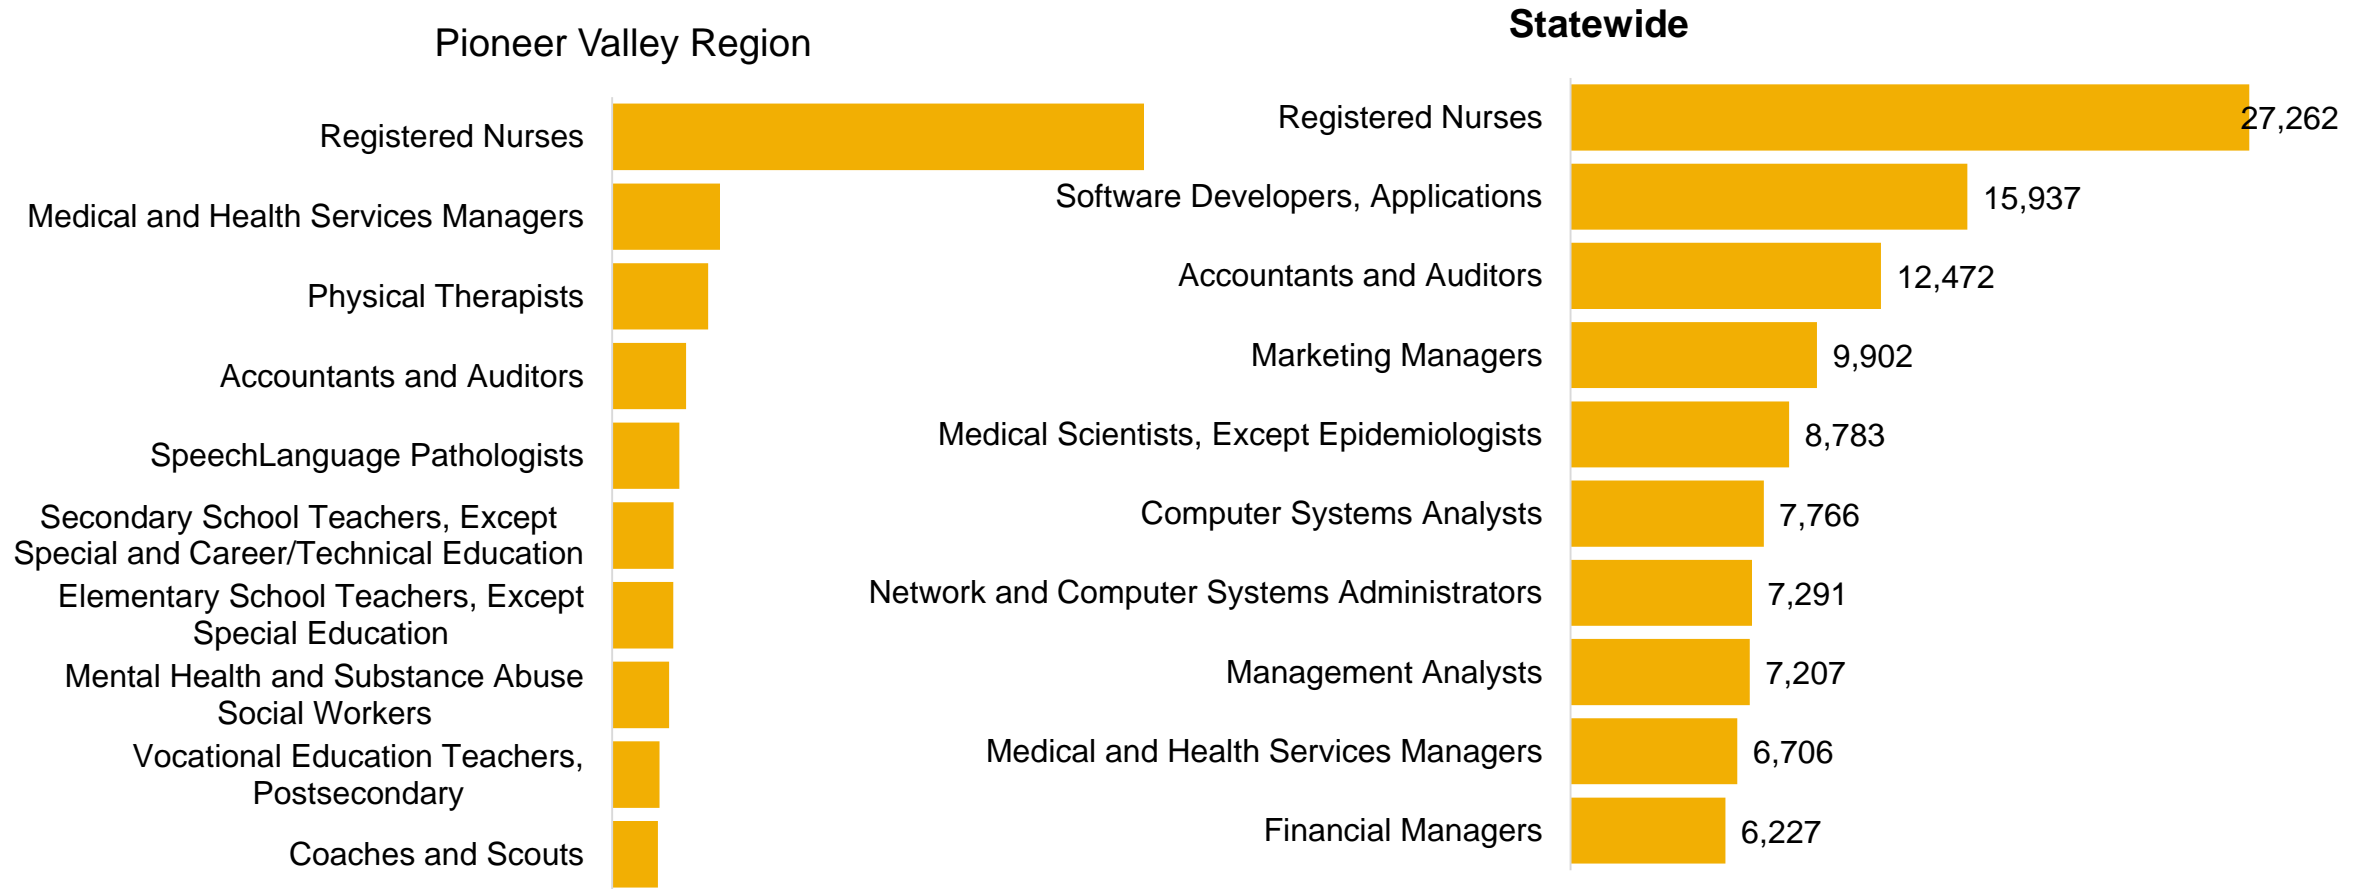 Pioneer Valley Region
Registered Nurses
Medical and Health Services Managers
Physical Therapists
Accountants and Auditors
SpeechLanguage Pathologists
Secondary School Teachers, Except
Special and Career/Technical Education
Elementary School Teachers, Except
Special Education
Mental Health and Substance Abuse
Social Workers
Vocational Education Teachers,
Postsecondary
Coaches and Scouts
Statewide
Registered Nurses 27,262
Software Developers, Applications 15,937
Accountants and Auditors 12,472
Marketing Managers 9,902
Medical Scientists, Except Epidemiologists 8,783
Computer Systems Analysts 7,766
Network and Computer Systems Administrators 7,291
Management Analysts 7,207
Medical and Health Services Managers 6,706
Financial Managers 6,227